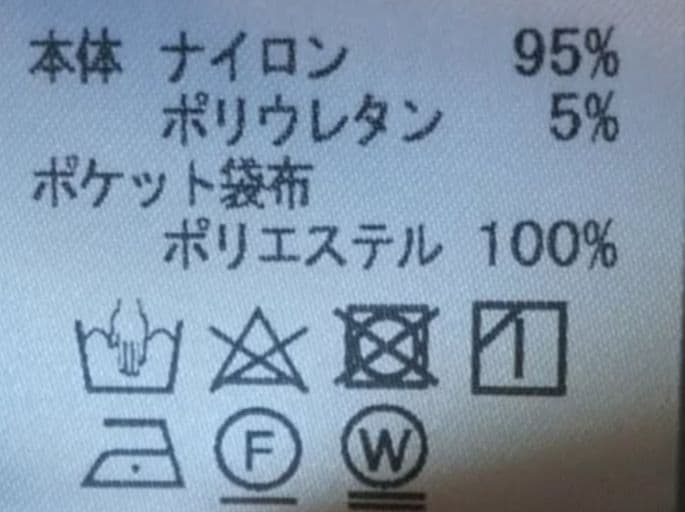 本体 ナイロン 95%
ポリウレタン 5%
ポケット袋布
ポリエステル 100%
F W